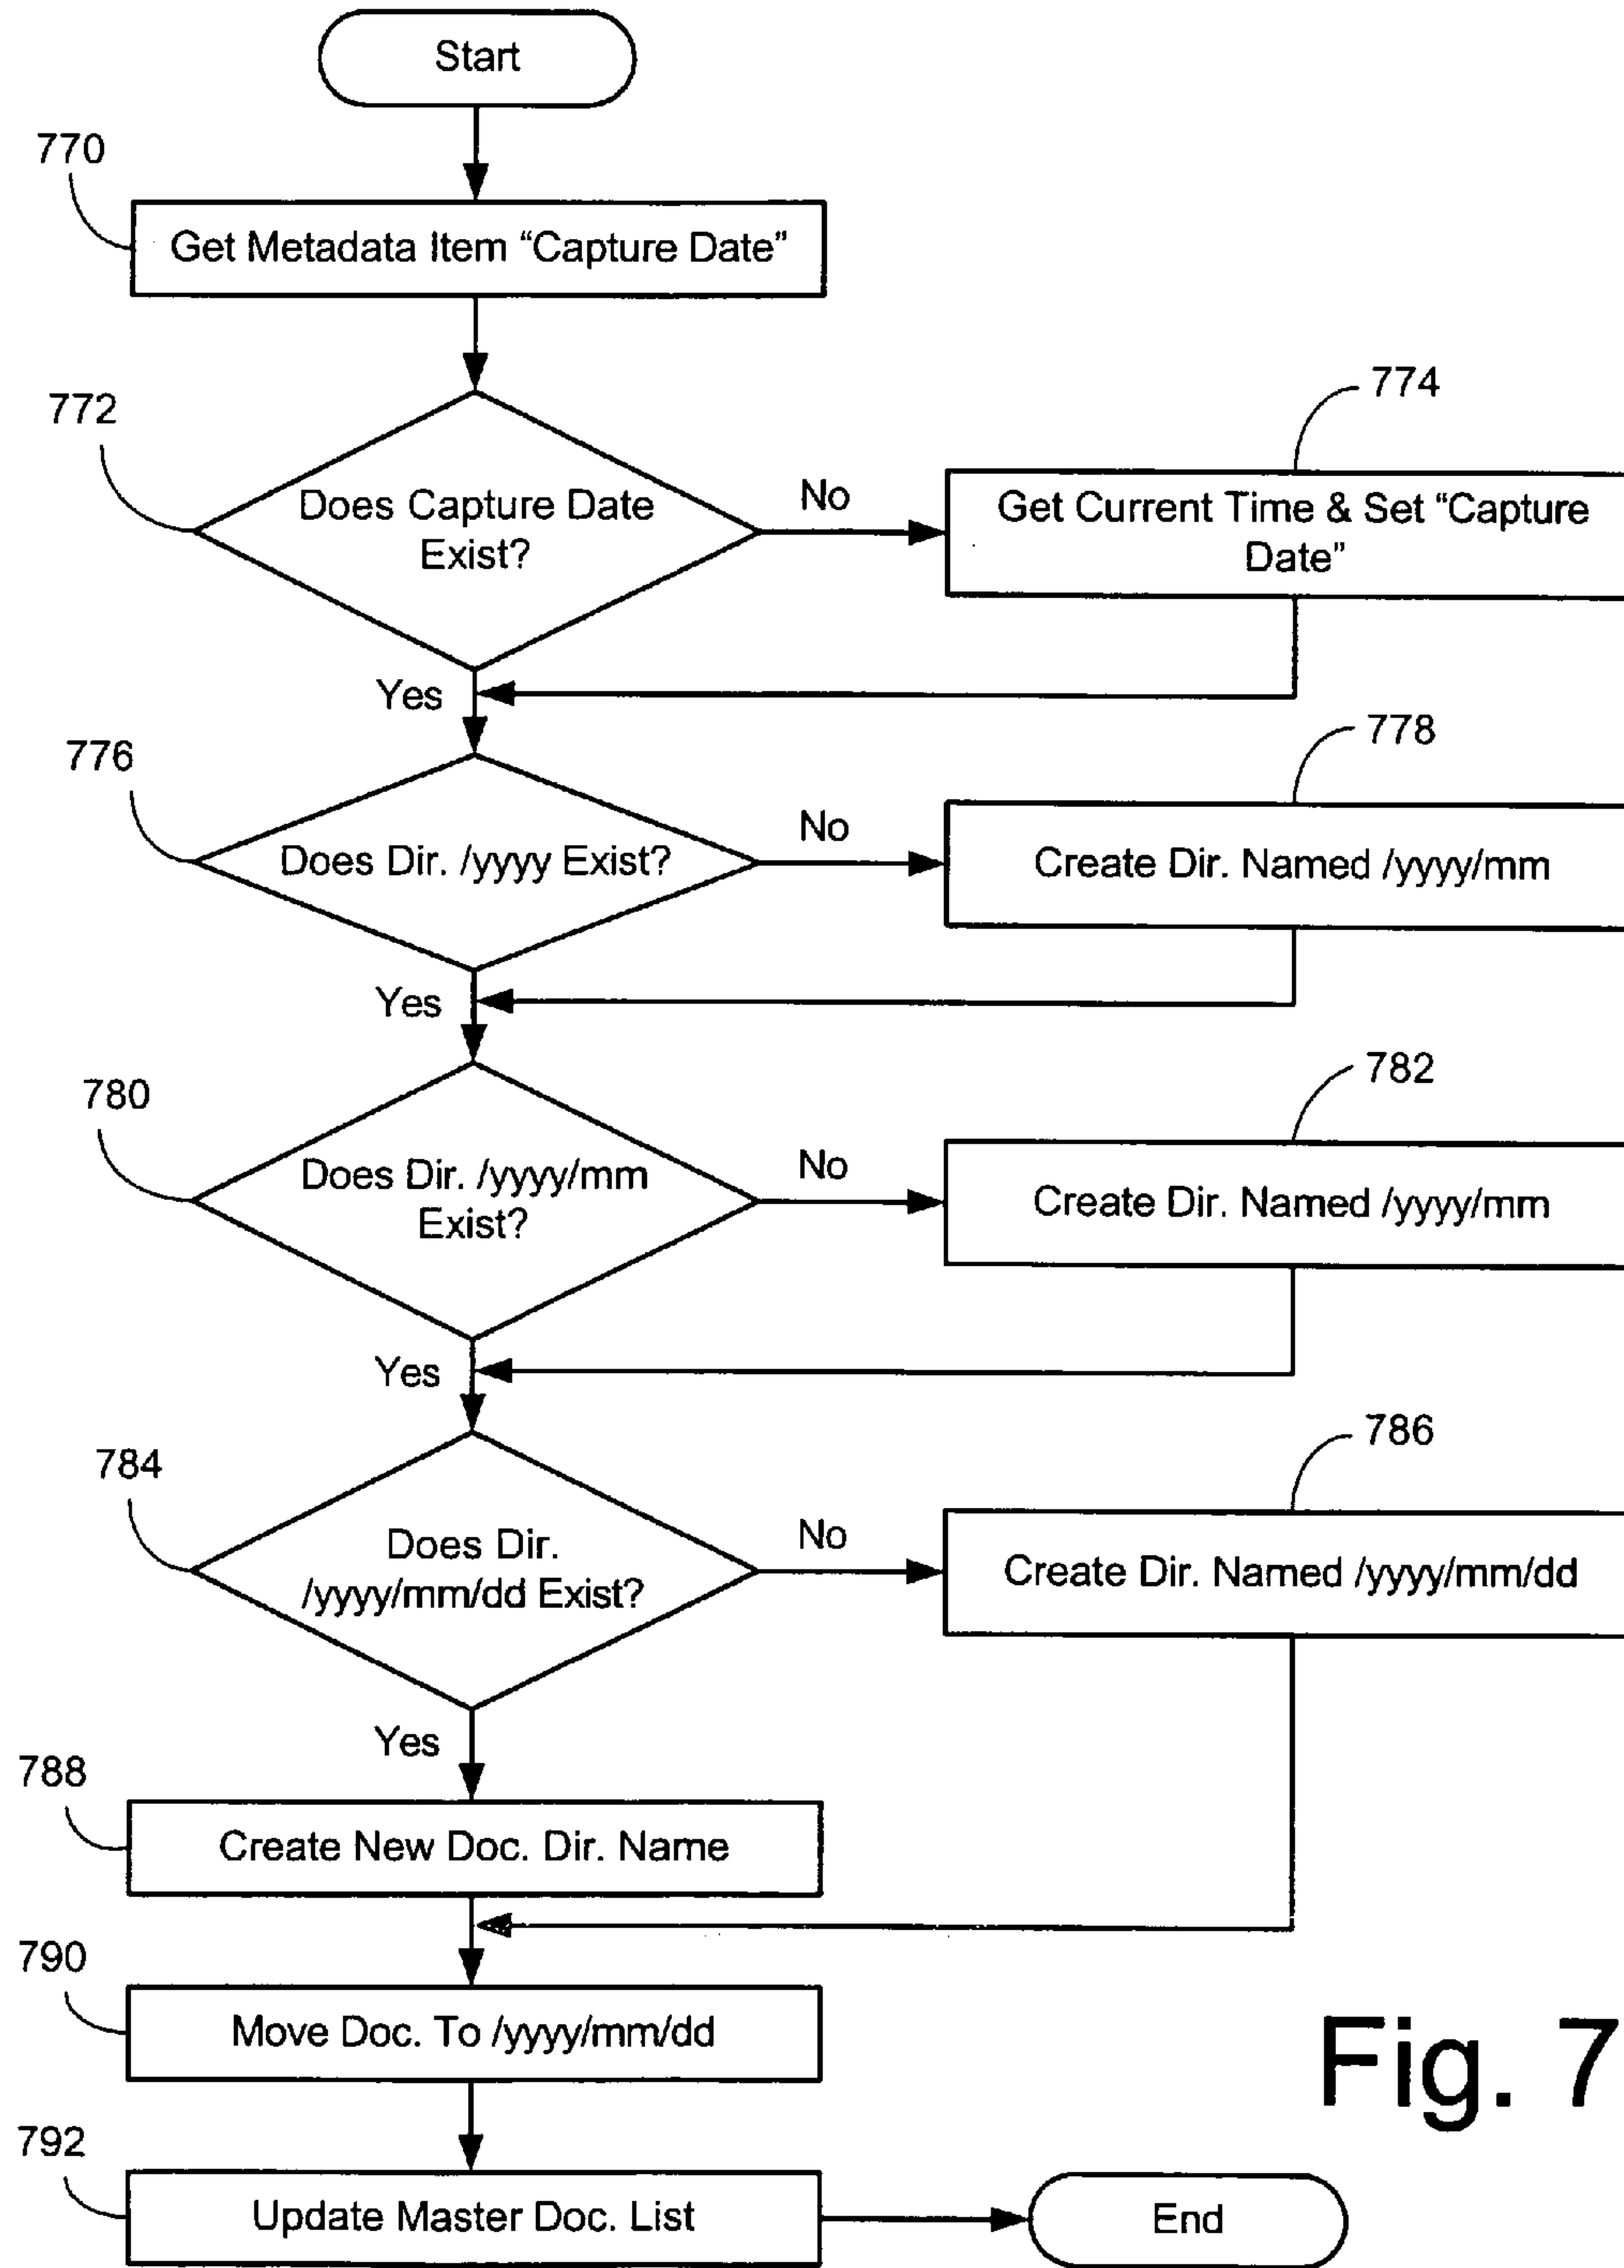 Start
770
Get Metadata Item “Capture Date”
772
Does Capture Date
Exist?
No
774
Get Current Time & Set “Capture
Date”
Yes
776
Does Dir. /yyyy Exist?
No
778
Create Dir. Named /yyyy/mm
Yes
780
Does Dir. /yyyy/mm
Exist?
No
782
Create Dir. Named /yyyy/mm
Yes
784
Does Dir.
/yyyy/mm/dd Exist?
No
786
Create Dir. Named /yyyy/mm/dd
Yes
788
Create New Doc. Dir. Name
790
Move Doc. To /yyyy/mm/dd
792
Update Master Doc. List
End
Fig. 7